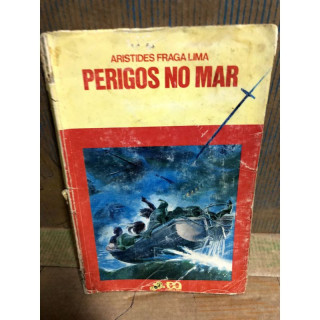 ARISTIDES FRAGA LIMA
PERIGOS NO MAR